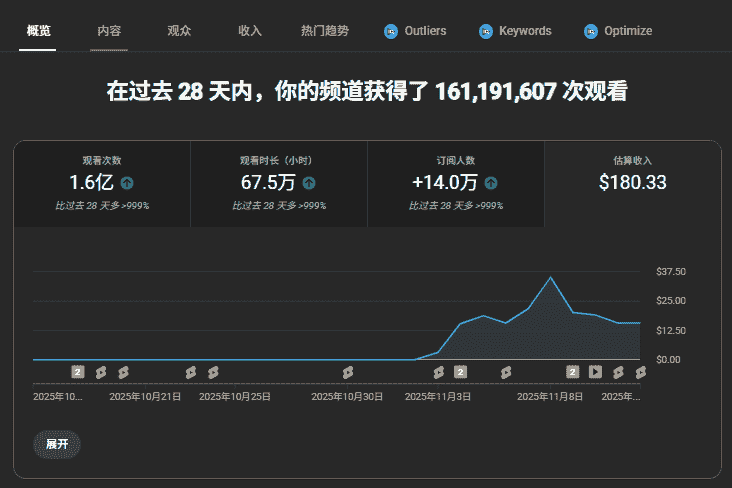 概览 内容 观众 收入 热门趋势 Outliers Keywords Optimize
在过去 28 天内，你的频道获得了 161,191,607 次观看
观看次数 观看时长（小时） 订阅人数 估算收入
1.6亿 67.5万 +14.0万 $180.33
比过去 28 天多 >999% 比过去 28 天多 >999% 比过去 28 天多 >999%
$37.50
$25.00
$12.50
$0.00
2 2 2
2025年10... 2025年10月21日 2025年10月25日 2025年10月30日 2025年11月3日 2025年11月8日 2025年...
展开